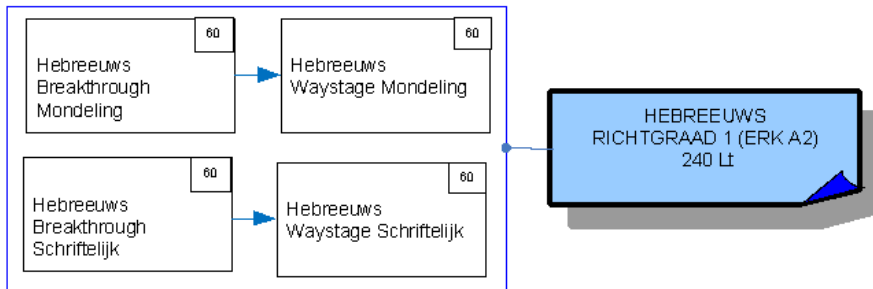 60
Hebreeuws
Breakthrough
Mondeling
60
Hebreeuws
Waystage Mondeling
60
Hebreeuws
Breakthrough
Schriftelijk
60
Hebreeuws
Waystage Schriftelijk
HEBREEUWS
RICHTGRAAD 1 (ERK A2)
240 Lt